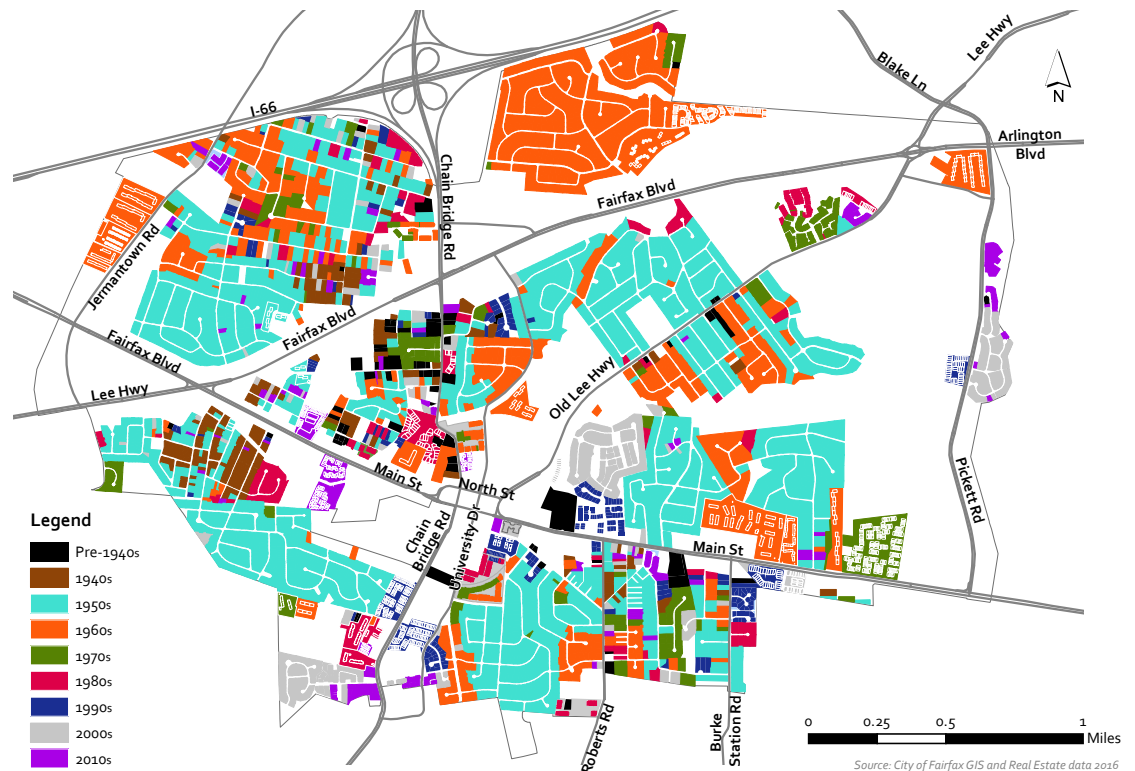 Lee Hwy
Blake Ln
N
I-66
Arlington
Blvd
Chain Bridge Rd
Fairfax Blvd
Jermantown Rd
Fairfax Blvd
Fairfax Blvd
Lee Hwy
Old Lee Hwy
Main St
North St
Pickett Rd
Chain
Bridge Rd
University Dr
Main St
Legend
Pre-1940s
1940s
1950s
1960s
1970s
1980s
1990s
2000s
2010s
Roberts Rd
Burke
Station Rd
0 0.25 0.5 1
Miles
Source: City of Fairfax GIS and Real Estate data 2016